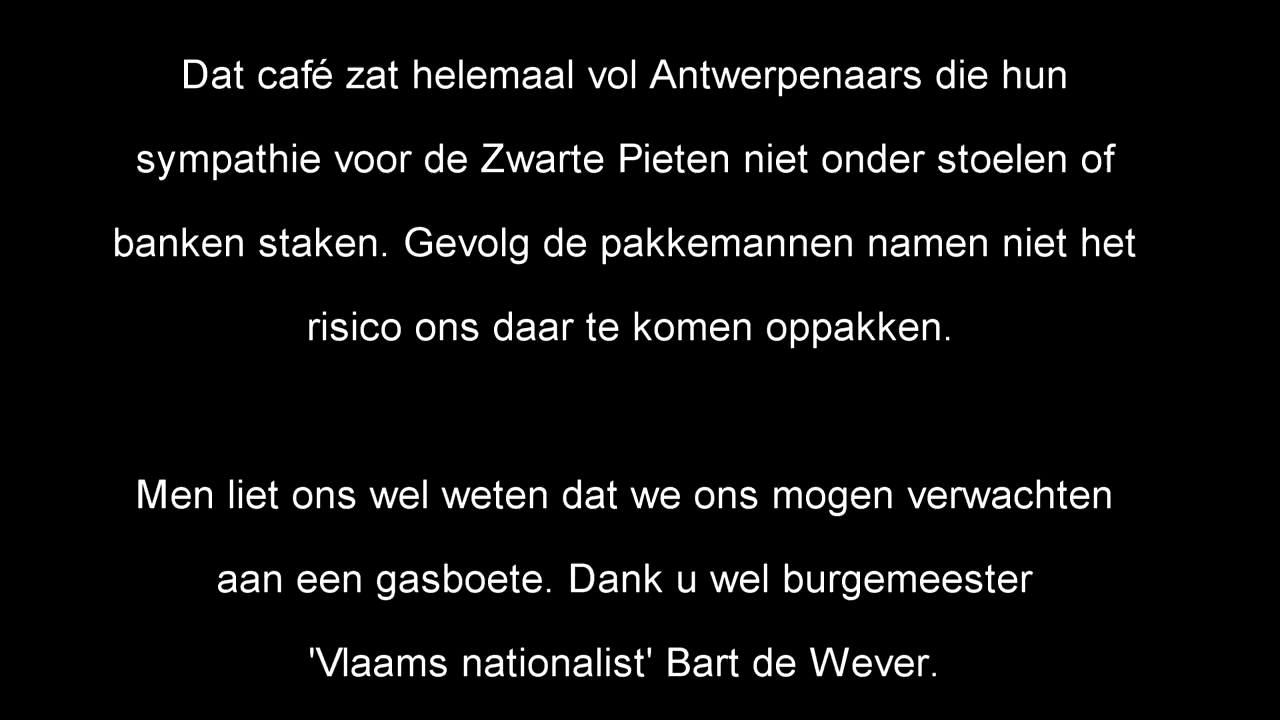 Dat café zat helemaal vol Antwerpenaars die hun
sympathie voor de Zwarte Pieten niet onder stoelen of
banken staken. Gevolg de pakkemannen namen niet het
risico ons daar te komen oppakken.
Men liet ons wel weten dat we ons mogen verwachten
aan een gasboete. Dank u wel burgemeester
'Vlaams nationalist' Bart de Wever.